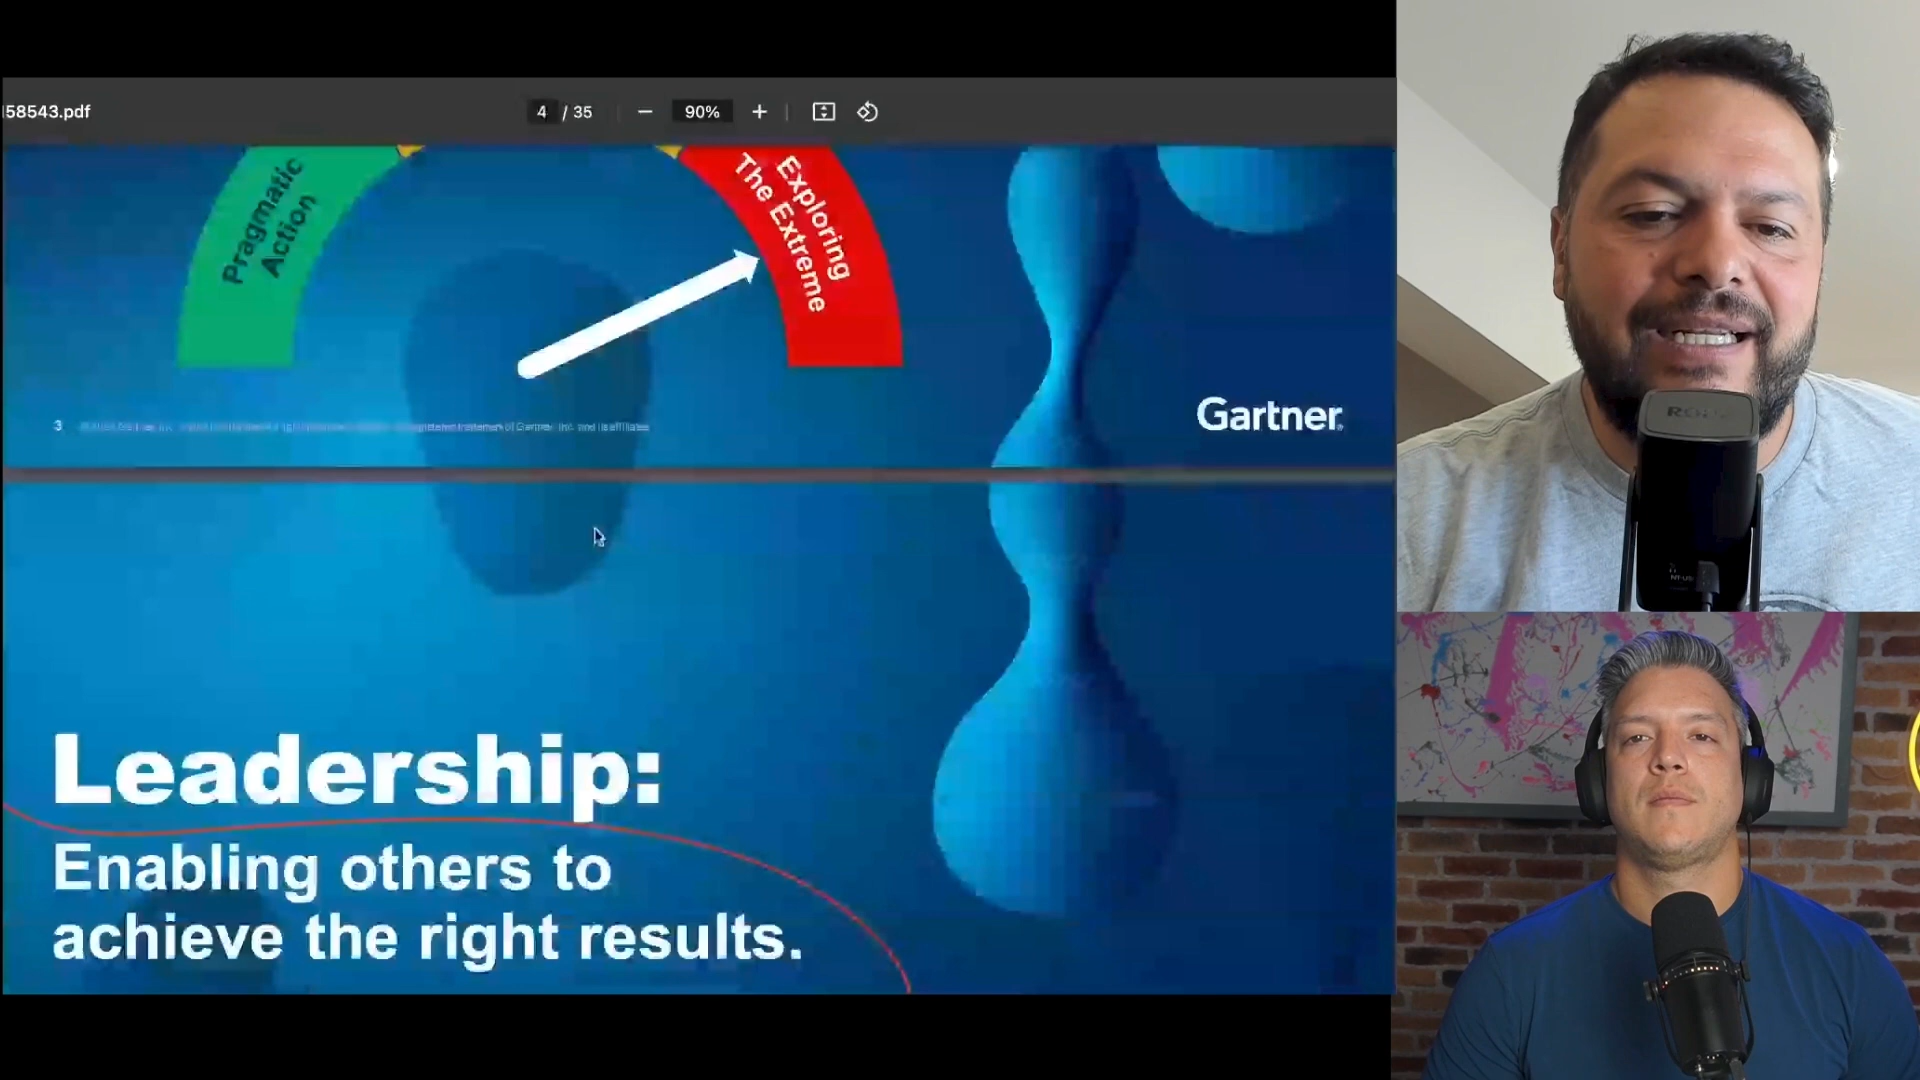 158543.pdf
4 / 35
90%
Pragmatic
Action
Exploring
The Extreme
3
Gartner
Leadership:
Enabling others to
achieve the right results.